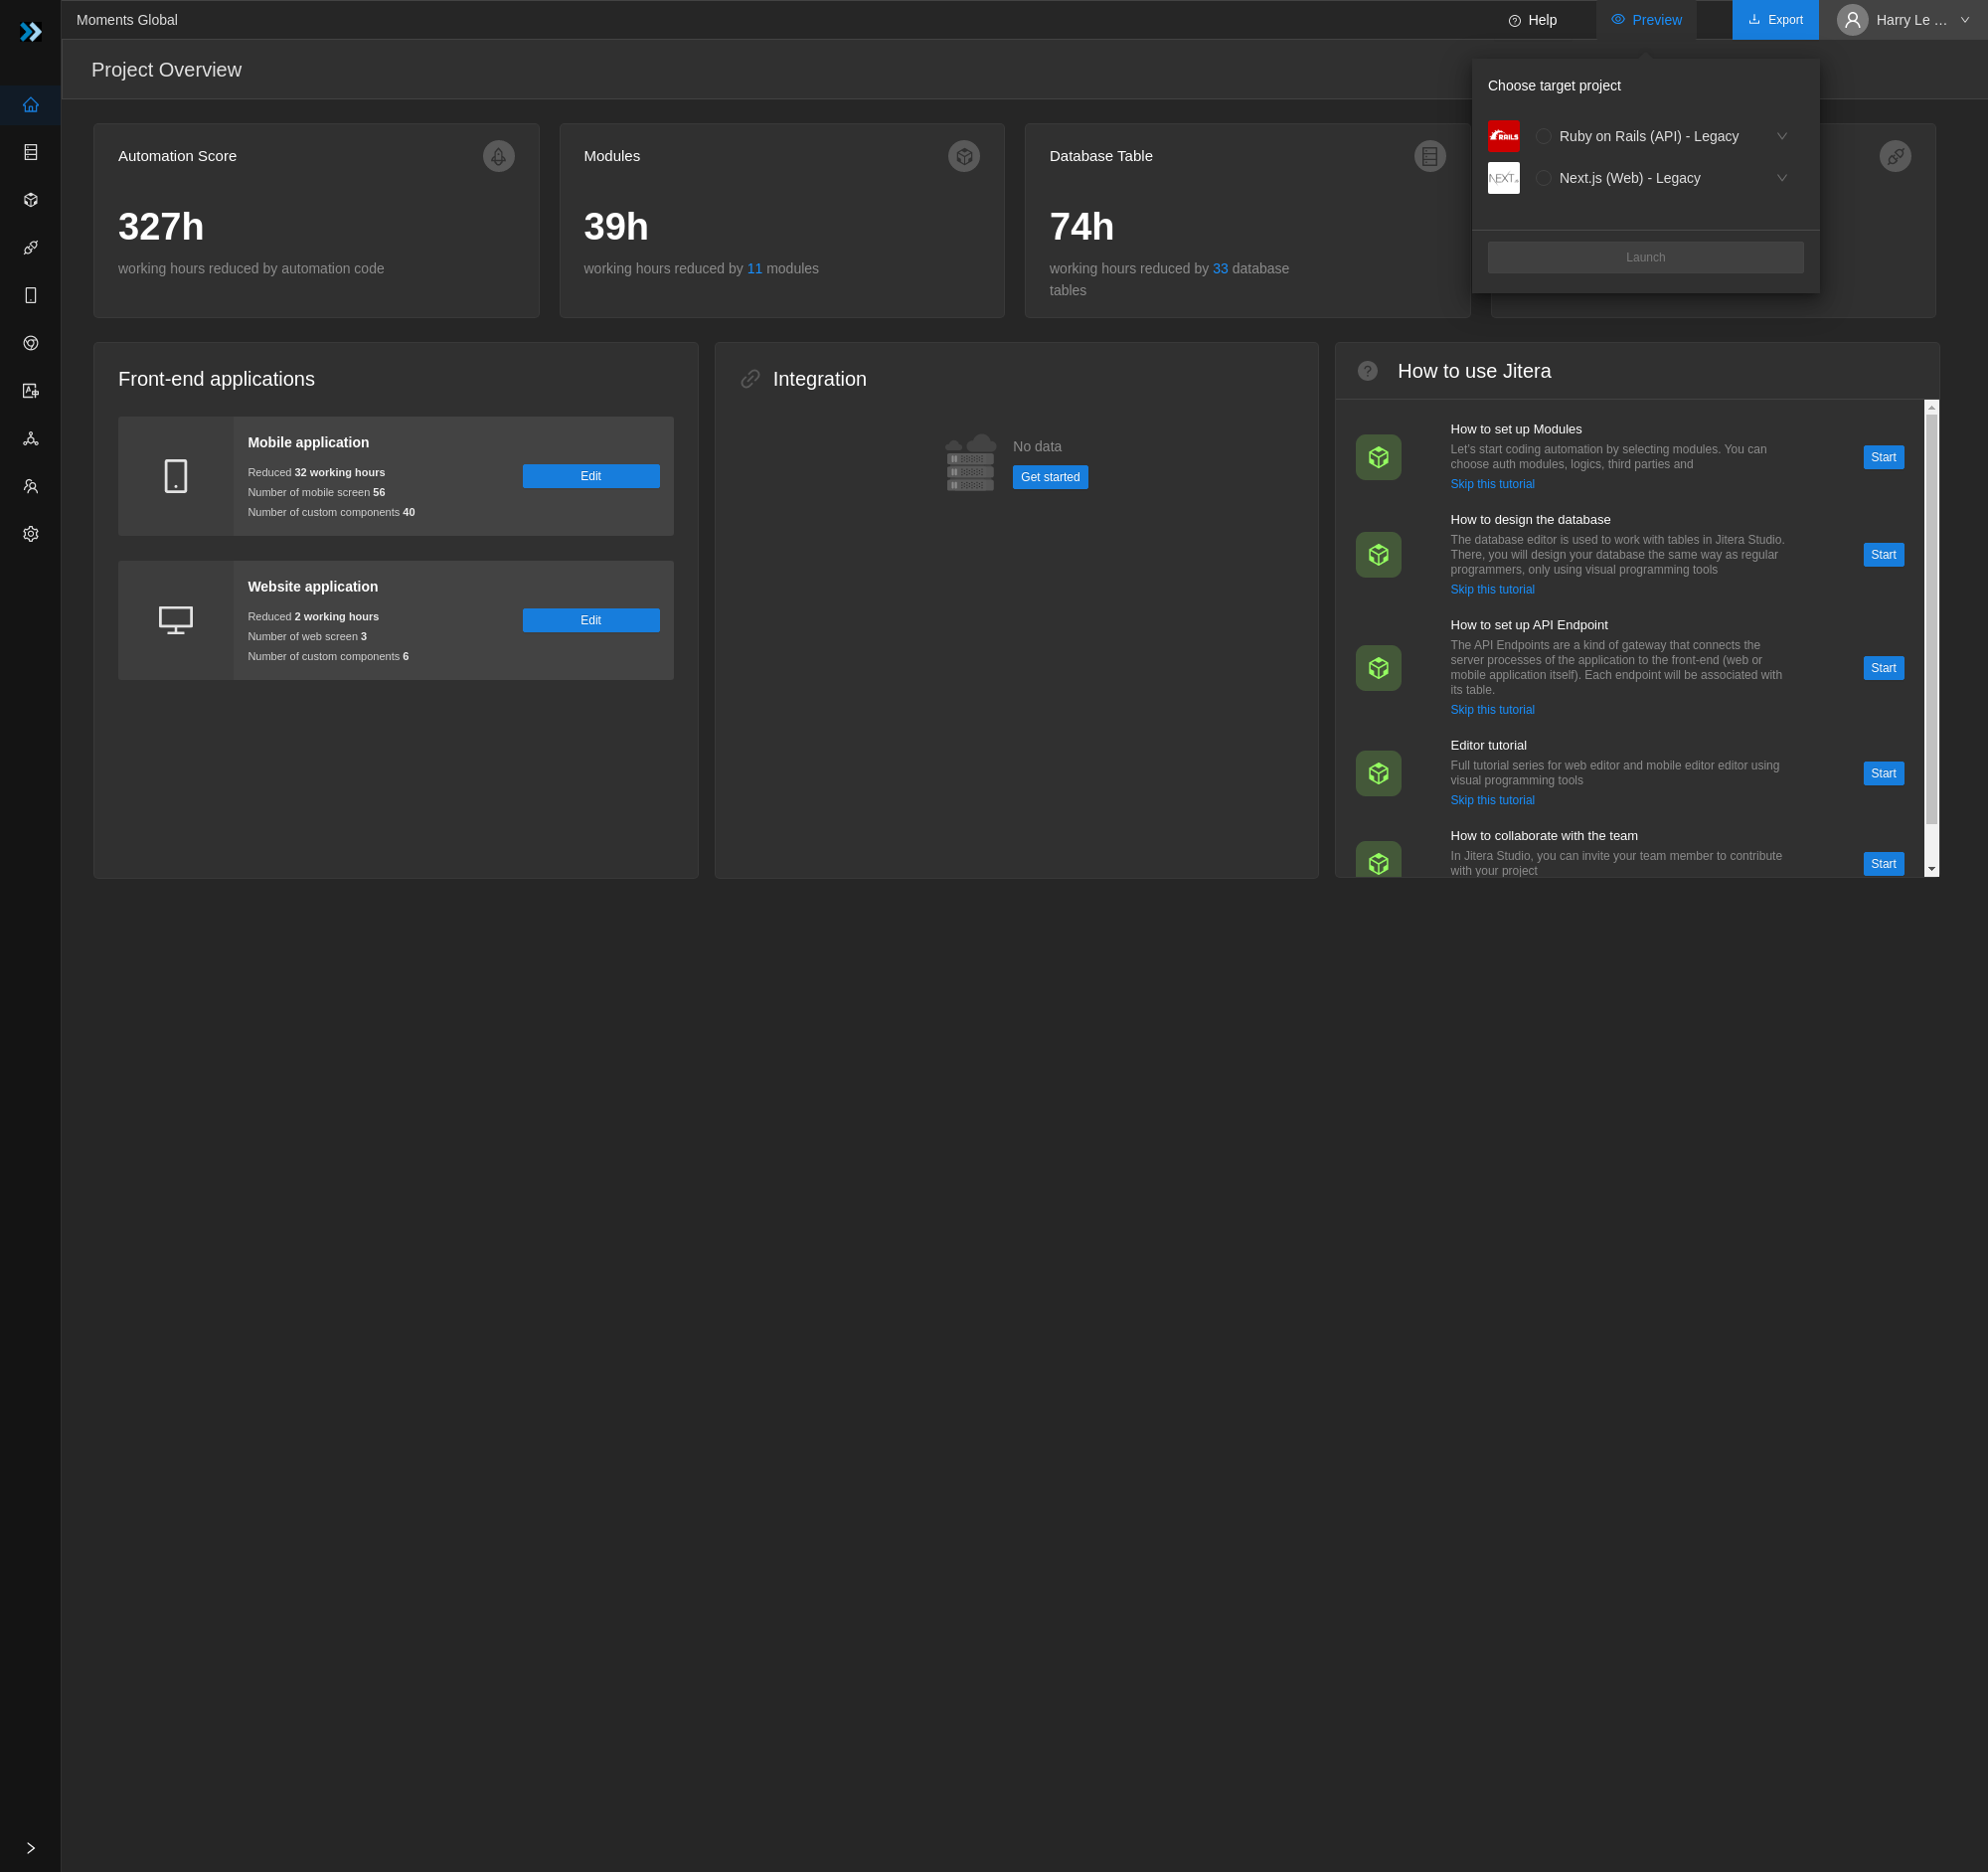 Moments Global
Help
Preview
Export
Harry Le ...
Project Overview
Choose target project
RAILS
Ruby on Rails (API) - Legacy
NEXT.js
Next.js (Web) - Legacy
Launch
Automation Score
327h
working hours reduced by automation code
Modules
39h
working hours reduced by 11 modules
Database Table
74h
working hours reduced by 33 database
tables
Front-end applications
Mobile application
Reduced 32 working hours
Number of mobile screen 56
Number of custom components 40
Edit
Website application
Reduced 2 working hours
Number of web screen 3
Number of custom components 6
Edit
Integration
No data
Get started
How to use Jitera
How to set up Modules
Let's start coding automation by selecting modules. You can
choose auth modules, logics, third parties and
Skip this tutorial
Start
How to design the database
The database editor is used to work with tables in Jitera Studio.
There, you will design your database the same way as regular
programmers, only using visual programming tools
Skip this tutorial
Start
How to set up API Endpoint
The API Endpoints are a kind of gateway that connects the
server processes of the application to the front-end (web or
mobile application itself). Each endpoint will be associated with
its table.
Skip this tutorial
Start
Editor tutorial
Full tutorial series for web editor and mobile editor editor using
visual programming tools
Skip this tutorial
Start
How to collaborate with the team
In Jitera Studio, you can invite your team member to contribute
with your project
Start